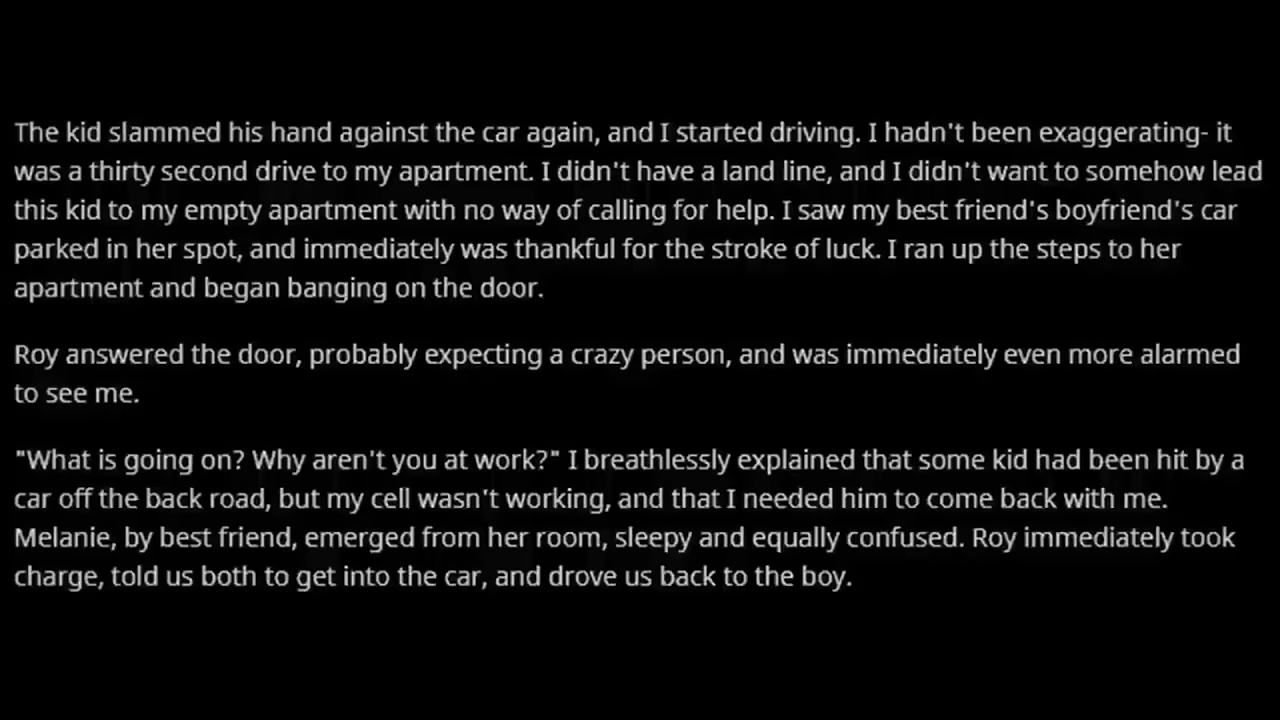 The kid slammed his hand against the car again, and I started driving. I hadn't been exaggerating- it
was a thirty second drive to my apartment. I didn't have a land line, and I didn't want to somehow lead
this kid to my empty apartment with no way of calling for help. I saw my best friend's boyfriend's car
parked in her spot, and immediately was thankful for the stroke of luck. I ran up the steps to her
apartment and began banging on the door.
Roy answered the door, probably expecting a crazy person, and was immediately even more alarmed
to see me.
"What is going on? Why aren't you at work?" I breathlessly explained that some kid had been hit by a
car off the back road, but my cell wasn't working, and that I needed him to come back with me.
Melanie, by best friend, emerged from her room, sleepy and equally confused. Roy immediately took
charge, told us both to get into the car, and drove us back to the boy.